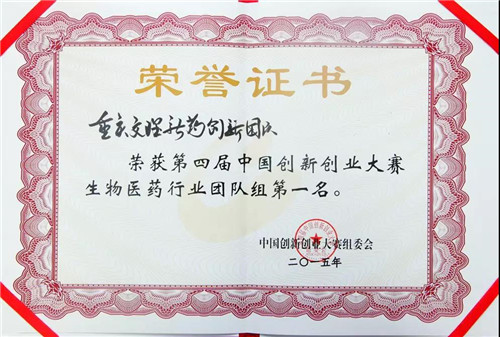 荣誉证书
重庆文理新药创新团队
荣获第四届中国创新创业大赛
生物医药行业团队组第一名。
中国创新创业大赛组委会
二〇一五年